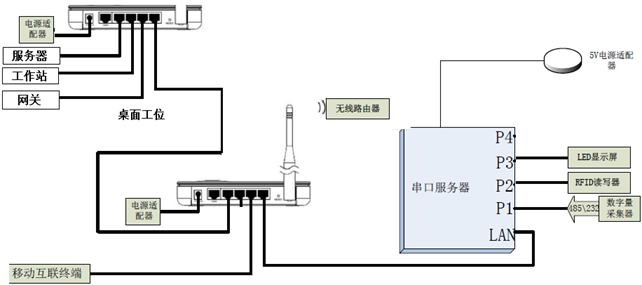 电源适
配器
服务器
工作站
网关
桌面工位
无线路由器
5V电源适配
器
串口服务器
P4
P3
P2
P1
LAN
LED显示屏
RFID读写器
485\232
数字量
采集器
电源适
配器
移动互联终端